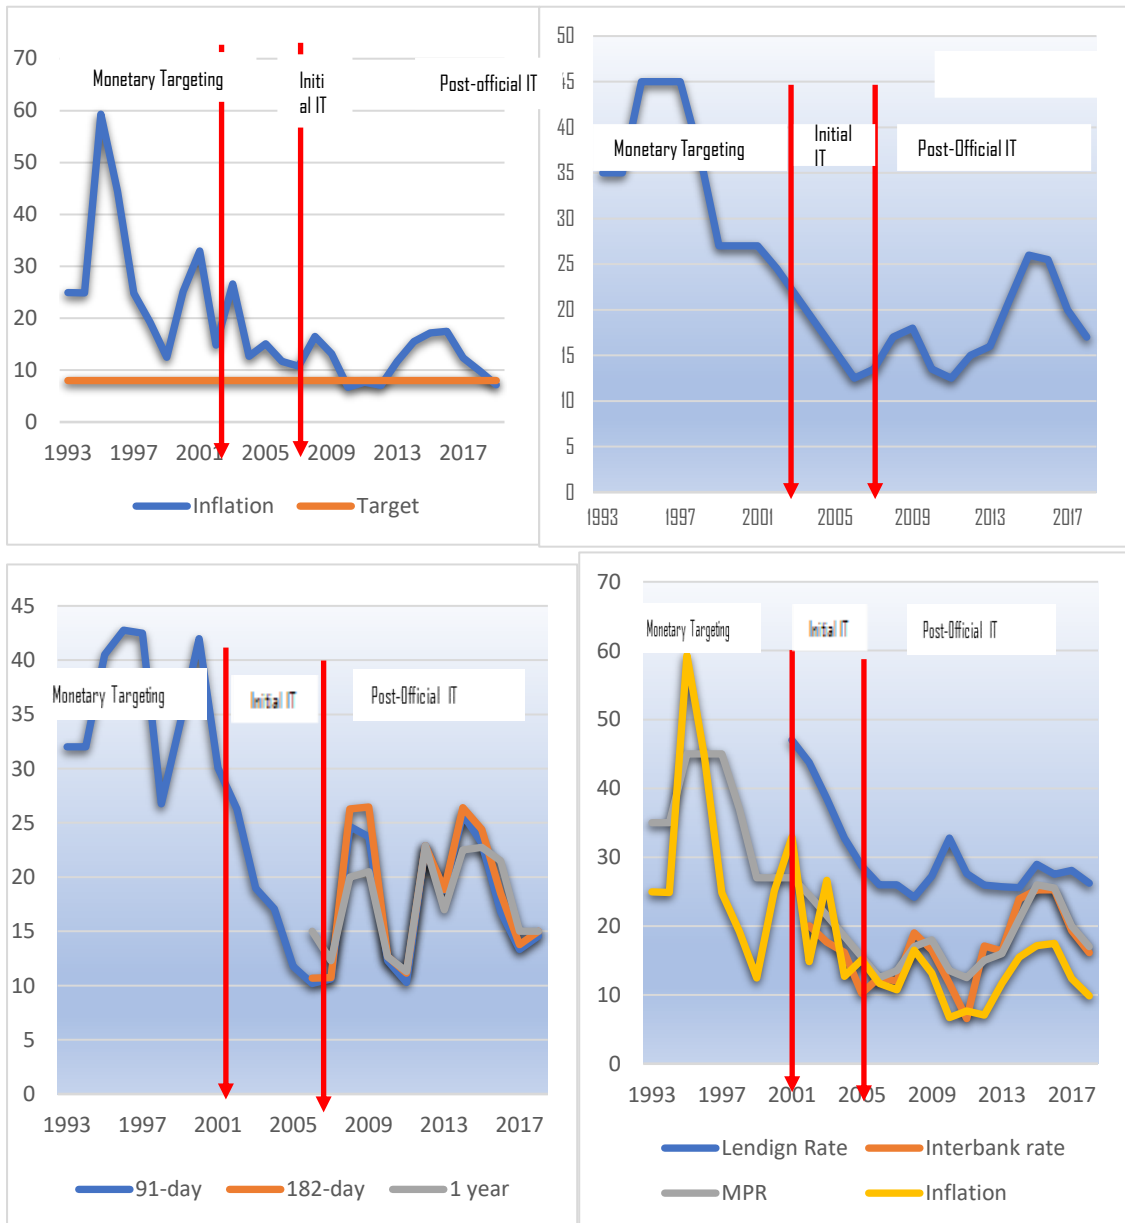 70
60
50
40
30
20
10
0
Monetary Targeting
Initi
al IT
Post-official IT
1993 1997 2001 2005 2009 2013 2017
Inflation Target
50
45
40
35
30
25
20
15
10
5
0
Monetary Targeting
Initial
IT
Post-Official IT
1993 1997 2001 2005 2009 2013 2017
45
40
35
30
25
20
15
10
5
0
Monetary Targeting
Initial IT
Post-Official IT
1993 1997 2001 2005 2009 2013 2017
91-day 182-day 1 year
70
60
50
40
30
20
10
0
Monetary Targeting
Initial IT
Post-Official IT
1993 1997 2001 2005 2009 2013 2017
Lendign Rate Interbank rate
MPR Inflation